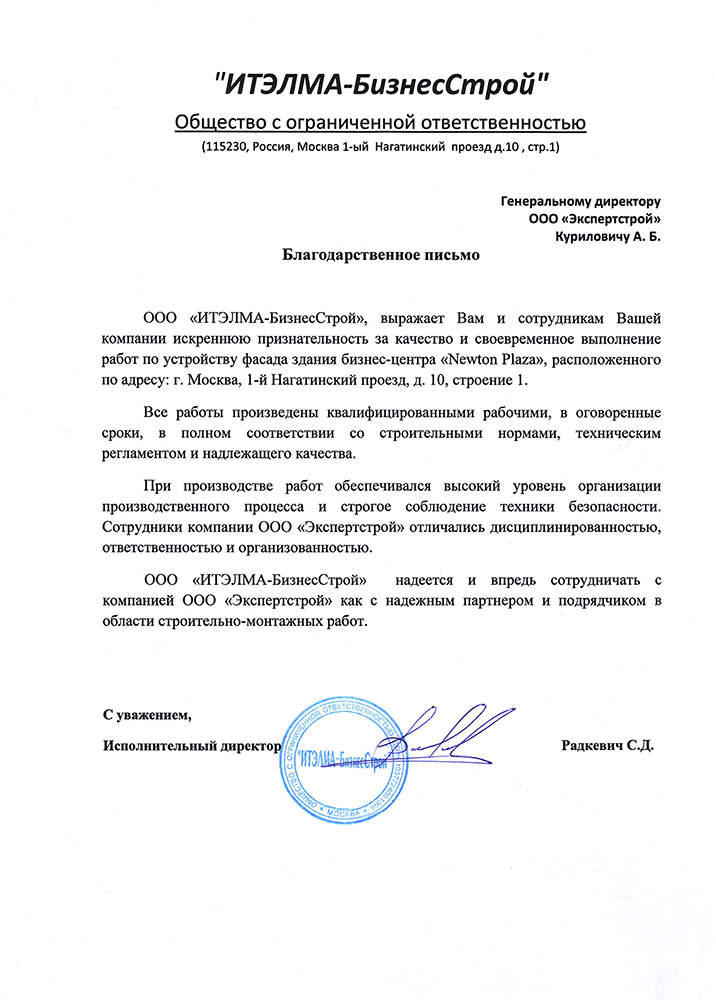 "ИТЭЛМА-БизнесСтрой"
Общество с ограниченной ответственностью
(115230, Россия, Москва 1-ый Нагатинский проезд д.10 , стр.1)
Генеральному директору
ООО «Экспертстрой»
Куриловичу А. Б.
Благодарственное письмо
ООО «ИТЭЛМА-БизнесСтрой», выражает Вам и сотрудникам Вашей
компании искреннюю признательность за качество и своевременное выполнение
работ по устройству фасада здания бизнес-центра «Newton Plaza», расположенного
по адресу: г. Москва, 1-й Нагатинский проезд, д. 10, строение 1.
Все работы произведены квалифицированными рабочими, в оговоренные
сроки, в полном соответствии со строительными нормами, техническим
регламентом и надлежащего качества.
При производстве работ обеспечивался высокий уровень организации
производственного процесса и строгое соблюдение техники безопасности.
Сотрудники компании ООО «Экспертстрой» отличались дисциплинированностью,
ответственностью и организованностью.
ООО «ИТЭЛМА-БизнесСтрой» надеется и впредь сотрудничать с
компанией ООО «Экспертстрой» как с надежным партнером и подрядчиком в
области строительно-монтажных работ.
С уважением,
Исполнительный директор
Радкевич С.Д.
ОБЩЕСТВО С ОГРАНИЧЕННОЙ ОТВЕТСТВЕННОСТЬЮ
"ИТЭЛМА-БизнесСтрой"
* МОСКВА *